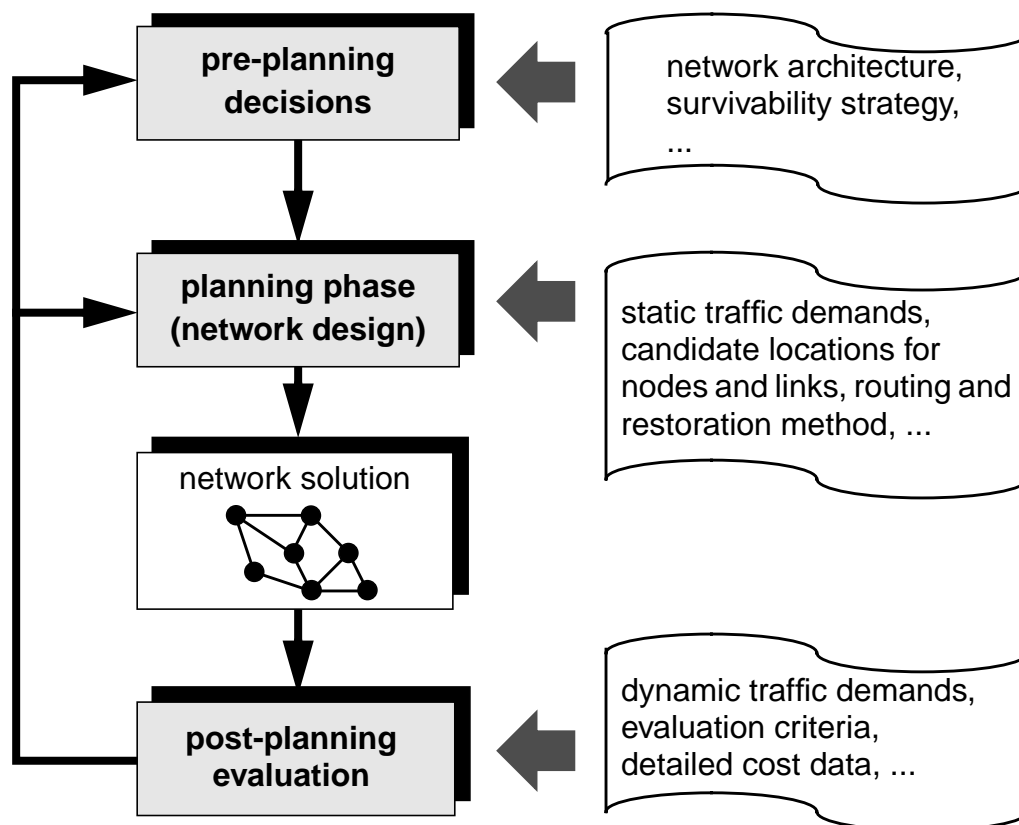 pre-planning
decisions
network architecture,
survivability strategy,
...
planning phase
(network design)
static traffic demands,
candidate locations for
nodes and links, routing and
restoration method, ...
network solution
post-planning
evaluation
dynamic traffic demands,
evaluation criteria,
detailed cost data, ...